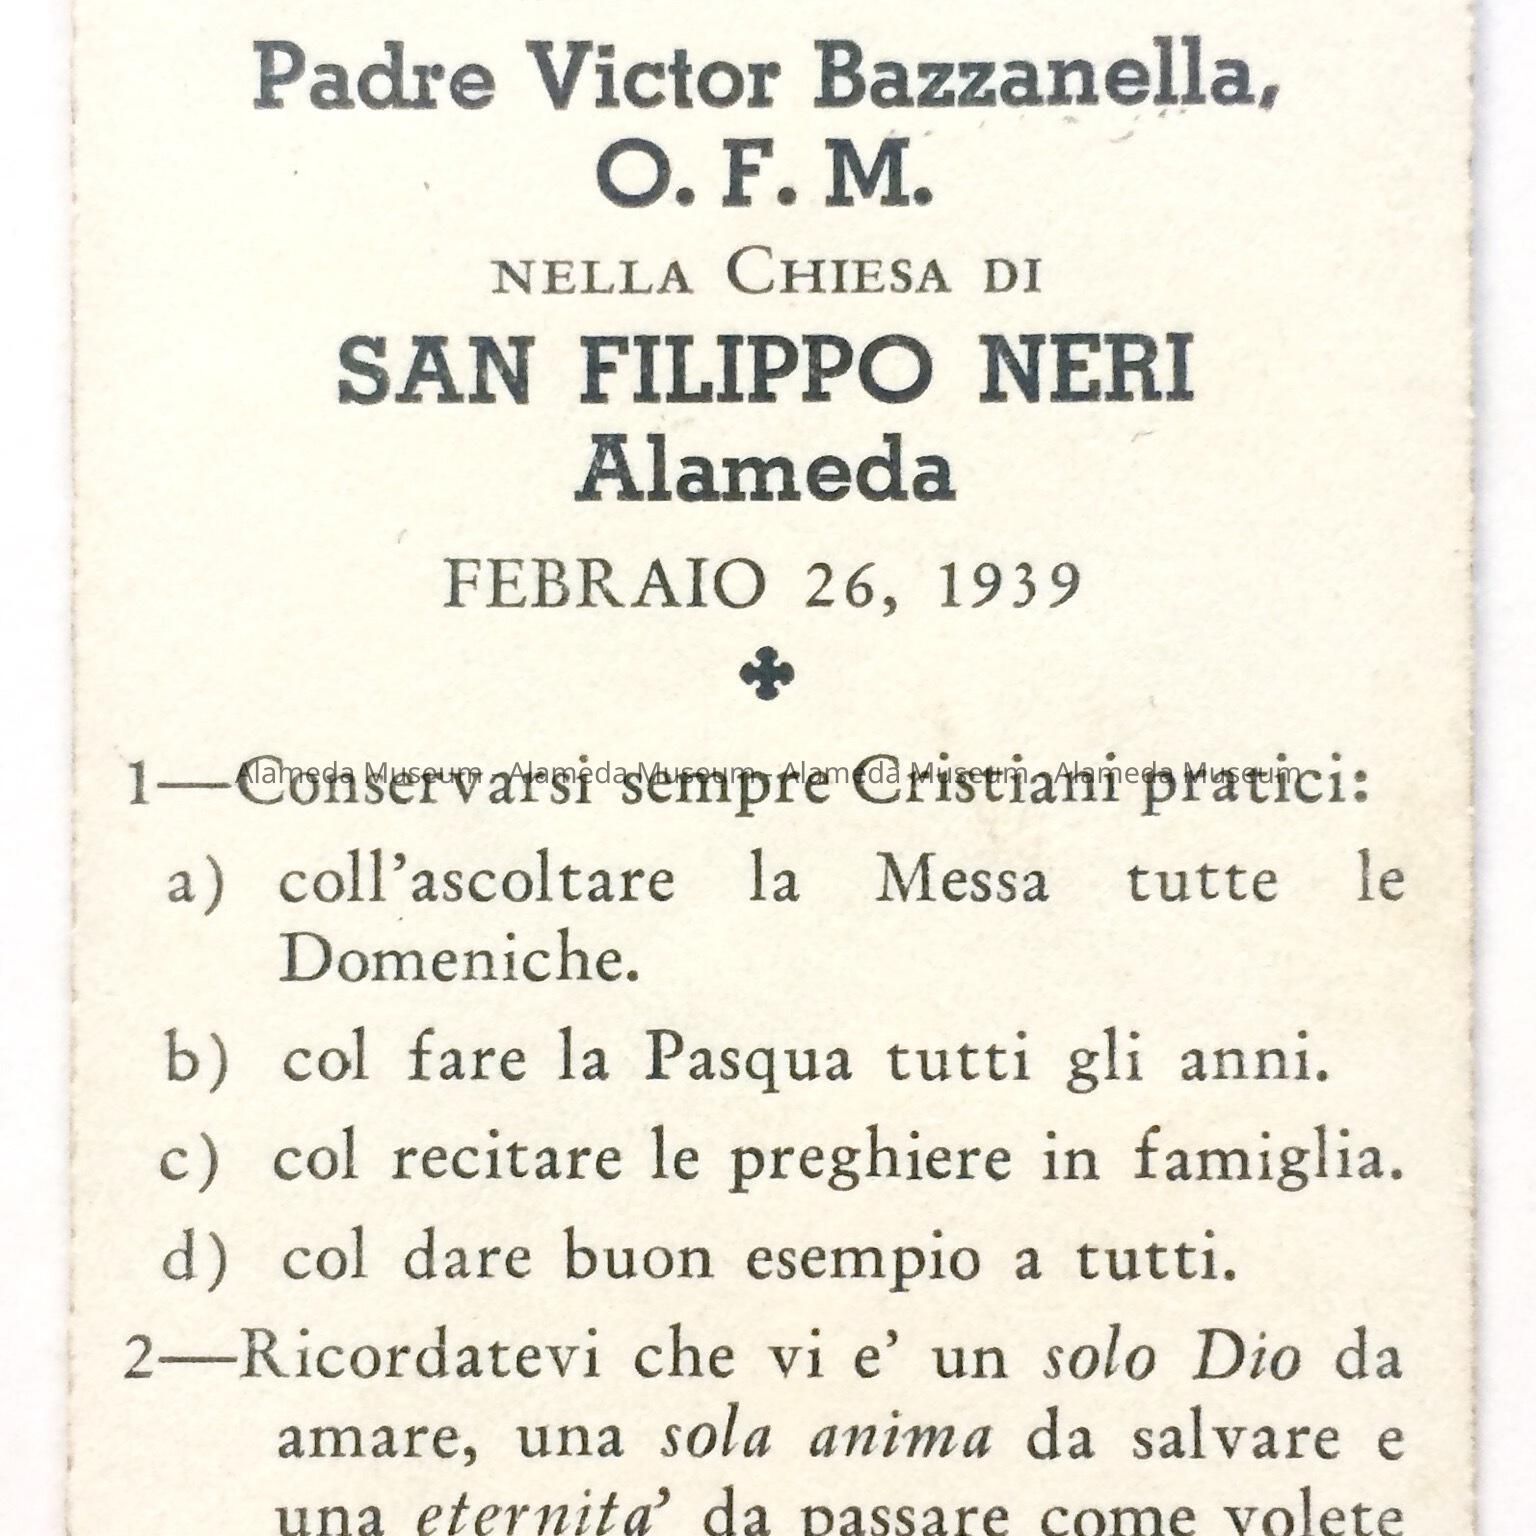 Padre Victor Bazzanella,
O. F. M.
NELLA CHIESA DI
SAN FILIPPO NERI
Alameda
FEBRAIO 26, 1939
1—Conservarsi sempre Cristiani pratici:
Alameda Museum - Alameda Museum - Alameda Museum - Alameda Museum
a) coll'ascoltare la Messa tutte le
Domeniche.
b) col fare la Pasqua tutti gli anni.
c) col recitare le preghiere in famiglia.
d) col dare buon esempio a tutti.
2—Ricordatevi che vi e' un solo Dio da
amare, una sola anima da salvare e
una eternita' da passare come volete